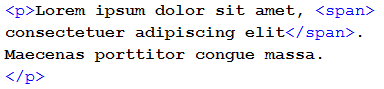 <p>Lorem ipsum dolor sit amet, <span>
consectetuer adipiscing elit</span>.
Maecenas porttitor congue massa.
</p>